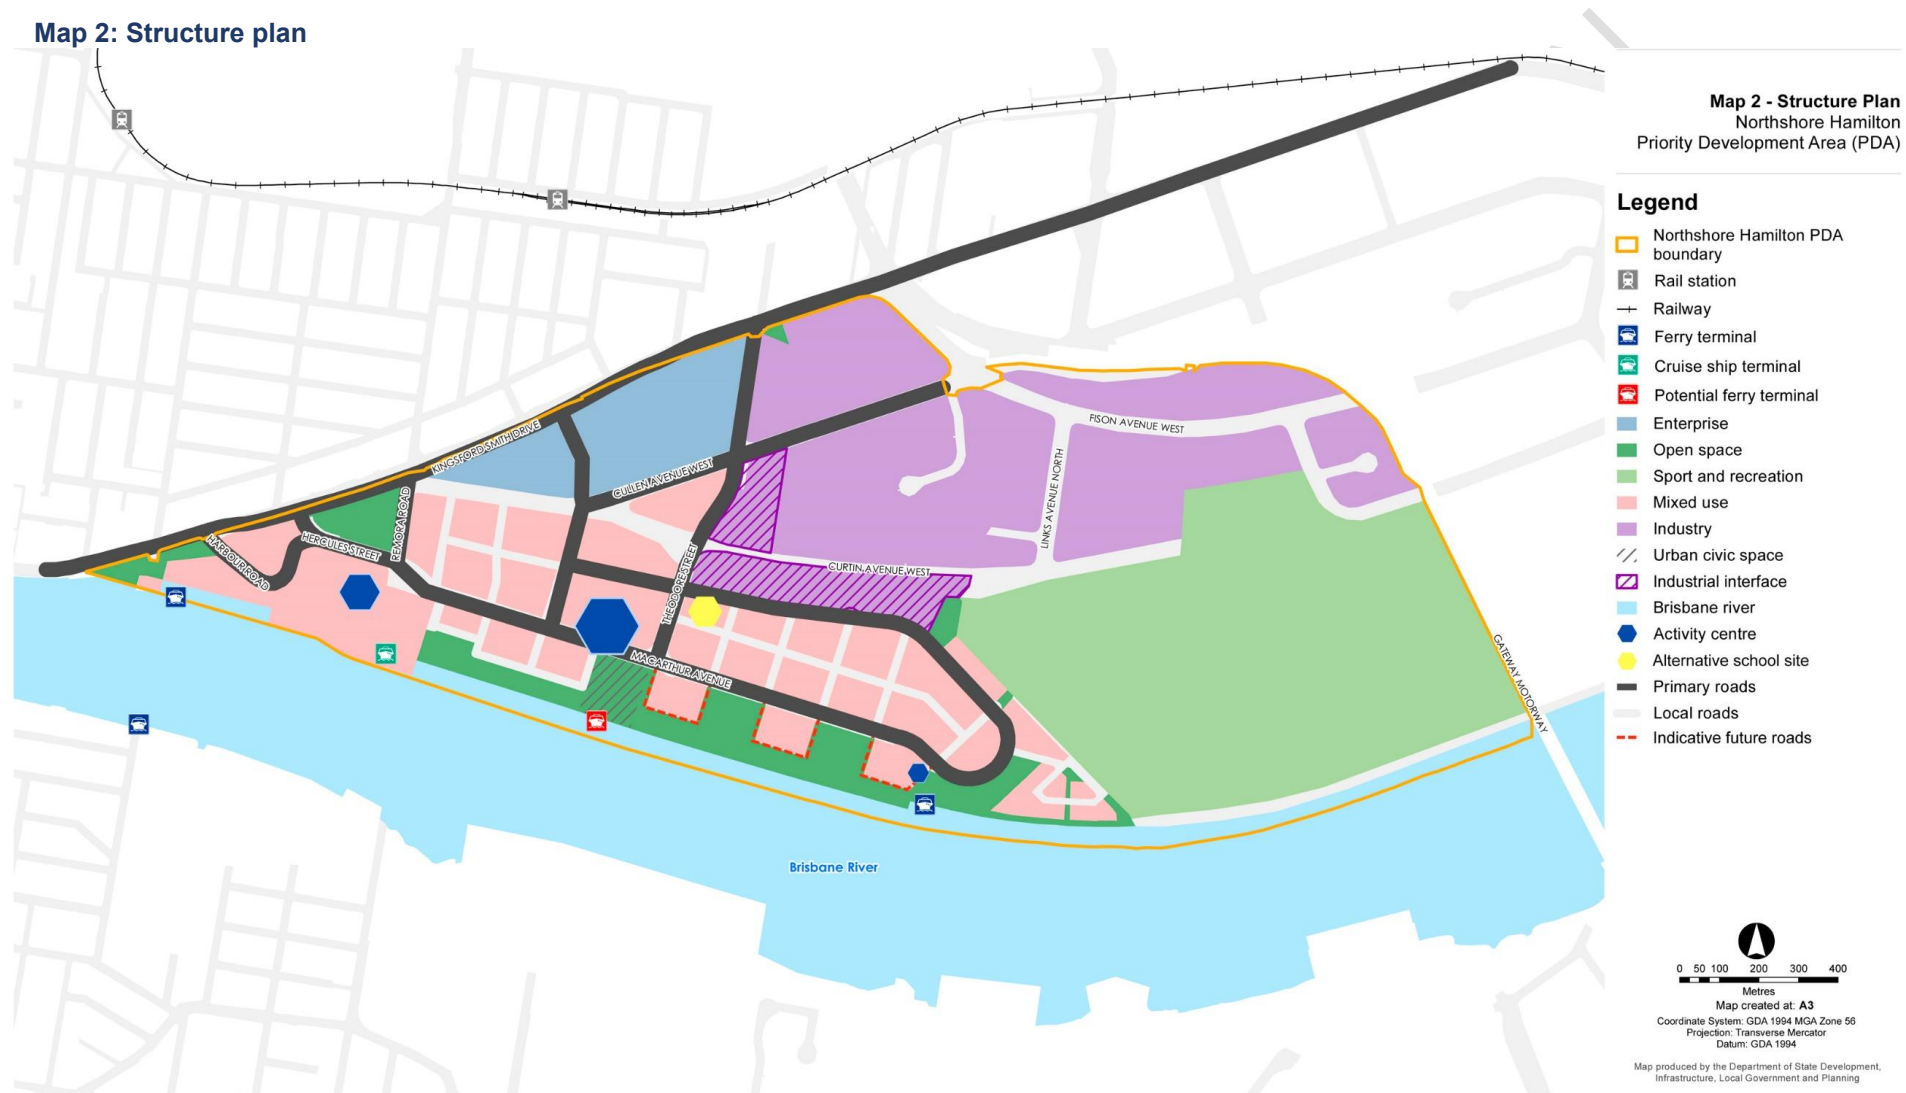 Map 2: Structure plan
Map 2 - Structure Plan
Northshore Hamilton
Priority Development Area (PDA)
Legend
Northshore Hamilton PDA
boundary
Rail station
Railway
Ferry terminal
Cruise ship terminal
Potential ferry terminal
Enterprise
Open space
Sport and recreation
Mixed use
Industry
Urban civic space
Industrial interface
Brisbane river
Activity centre
Alternative school site
Primary roads
Local roads
Indicative future roads
KINGSFORD SMITH DRIVE
CULLEN AVENUE WEST
FISON AVENUE WEST
LINKS AVENUE NORTH
REMORA ROAD
HERCULES STREET
HARBOUR ROAD
THEODORE STREET
CURTIN AVENUE WEST
MACARTHUR AVENUE
GATEWAY MOTORWAY
Brisbane River
0 50 100 200 300 400
Metres
Map created at: A3
Coordinate System: GDA 1994 MGA Zone 56
Projection: Transverse Mercator
Datum: GDA 1994
Map produced by the Department of State Development,
Infrastructure, Local Government and Planning